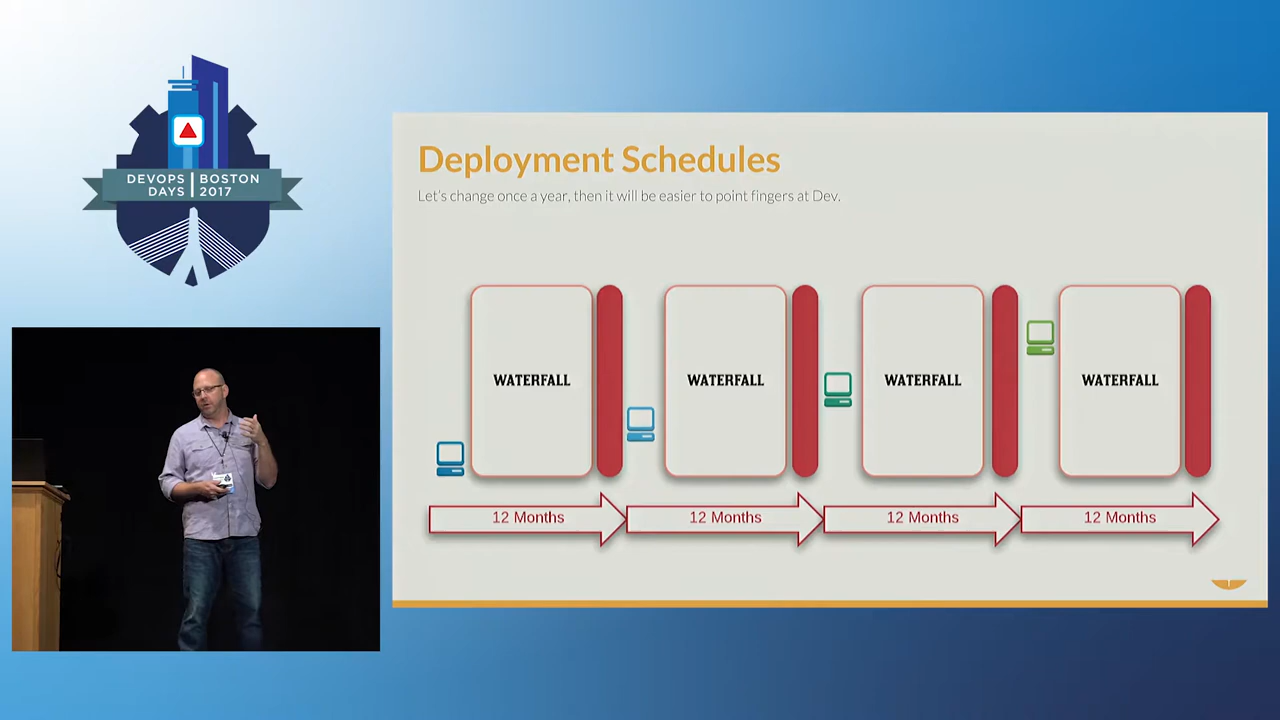 DEVOPS DAYS
BOSTON 2017
Deployment Schedules
Let's change once a year, then it will be easier to point fingers at Dev.
WATERFALL
WATERFALL
WATERFALL
WATERFALL
12 Months
12 Months
12 Months
12 Months